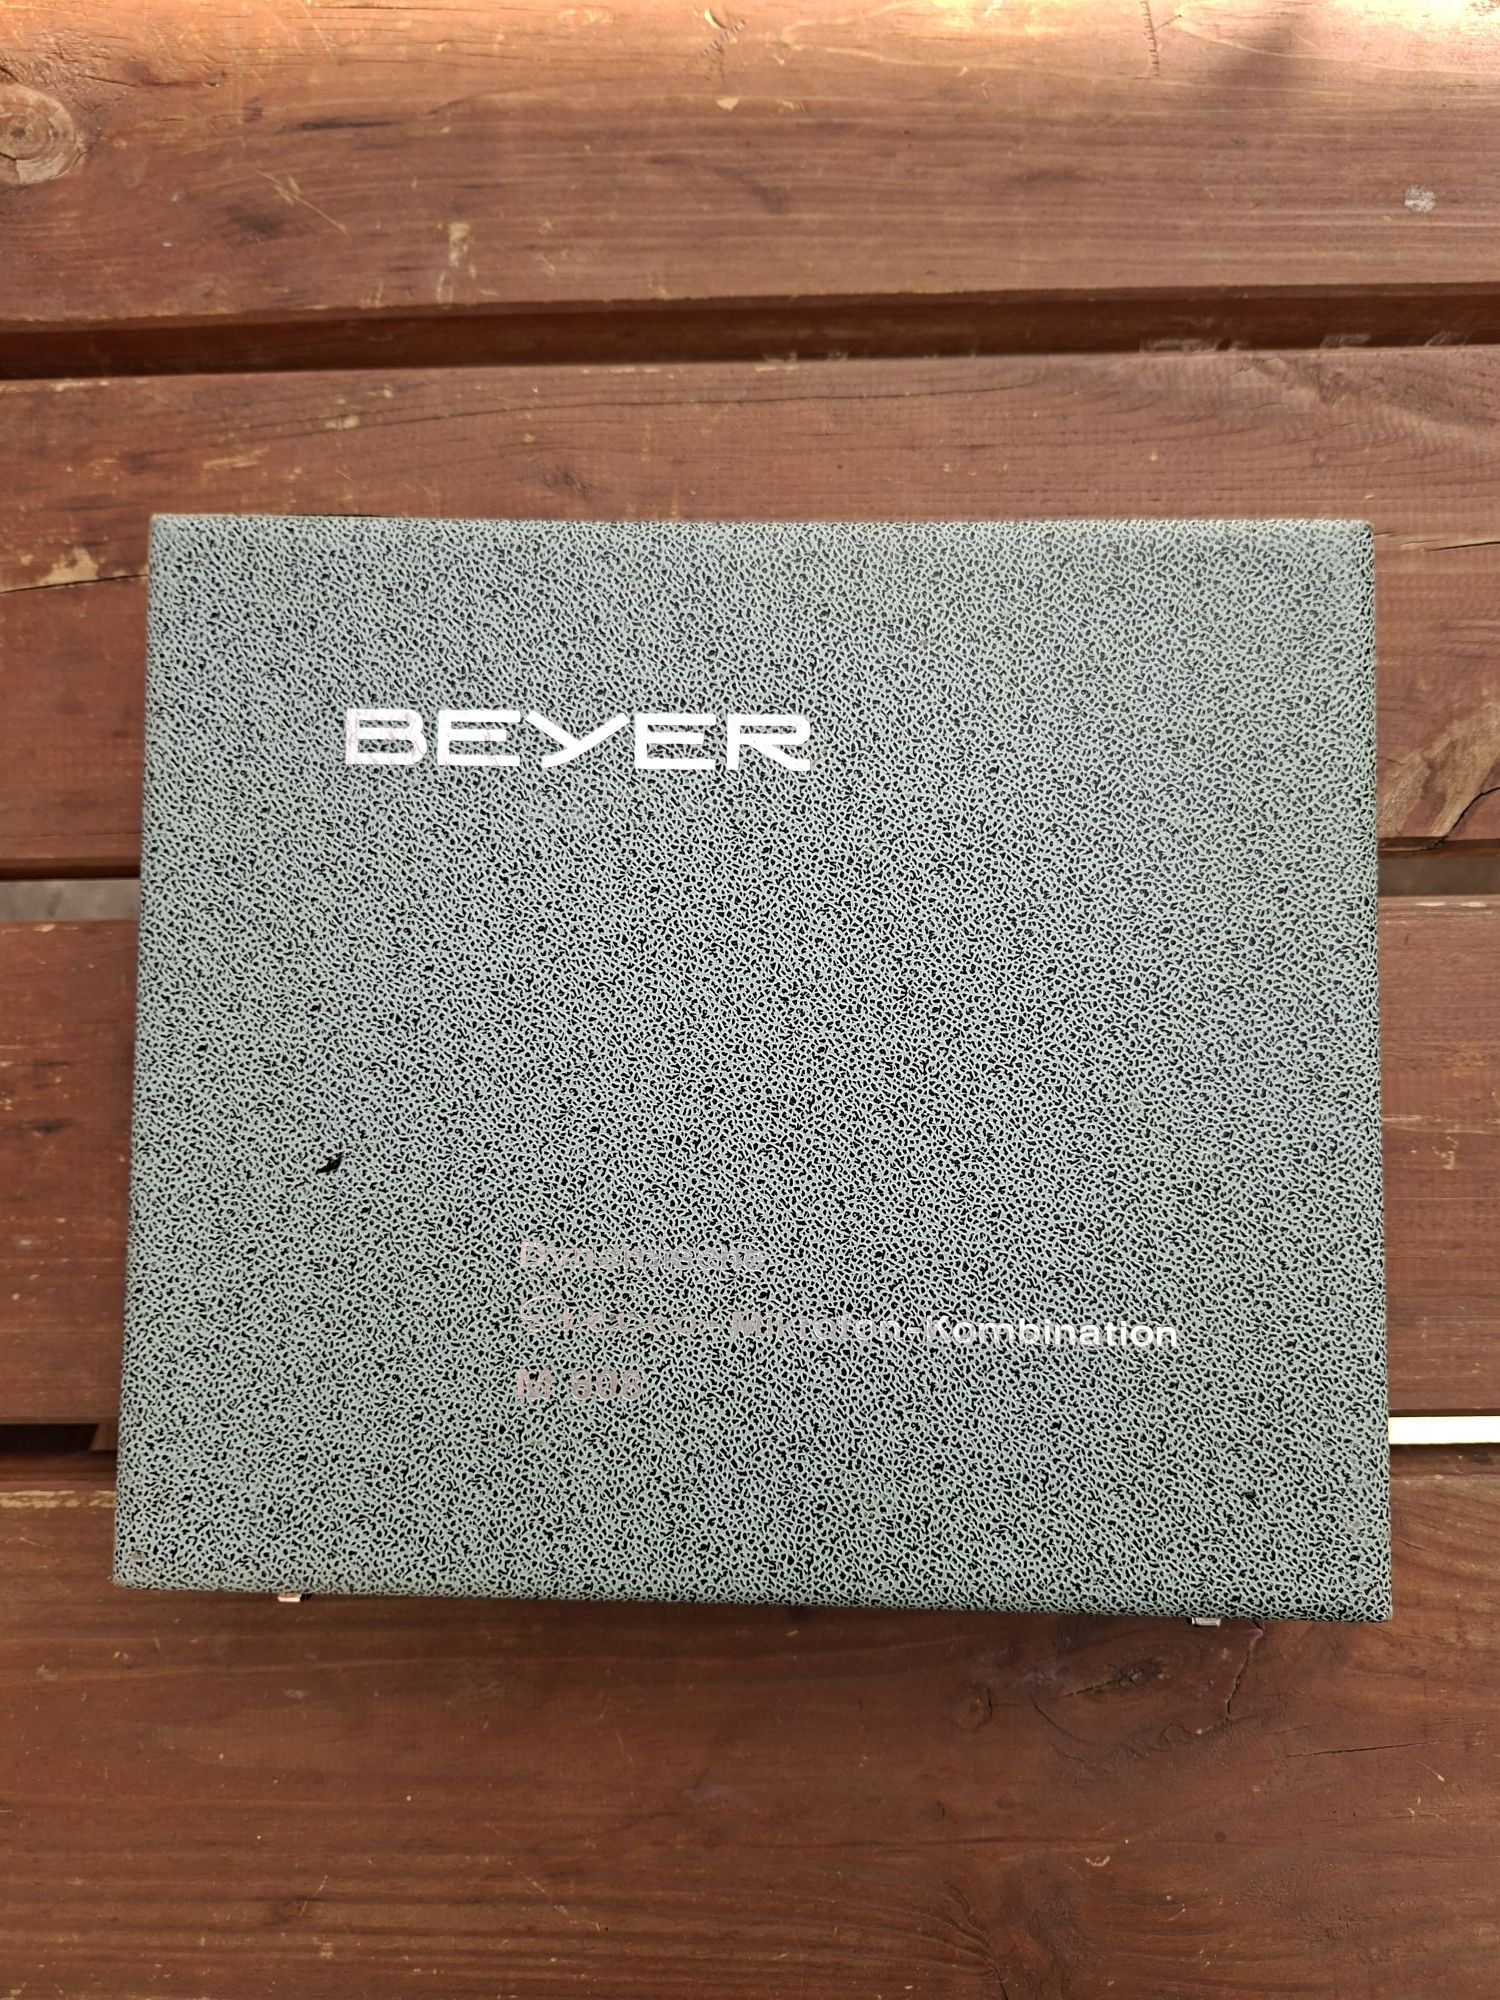 BEYER
Dynamische
Stereo-Mikrofon-Kombination
M 808